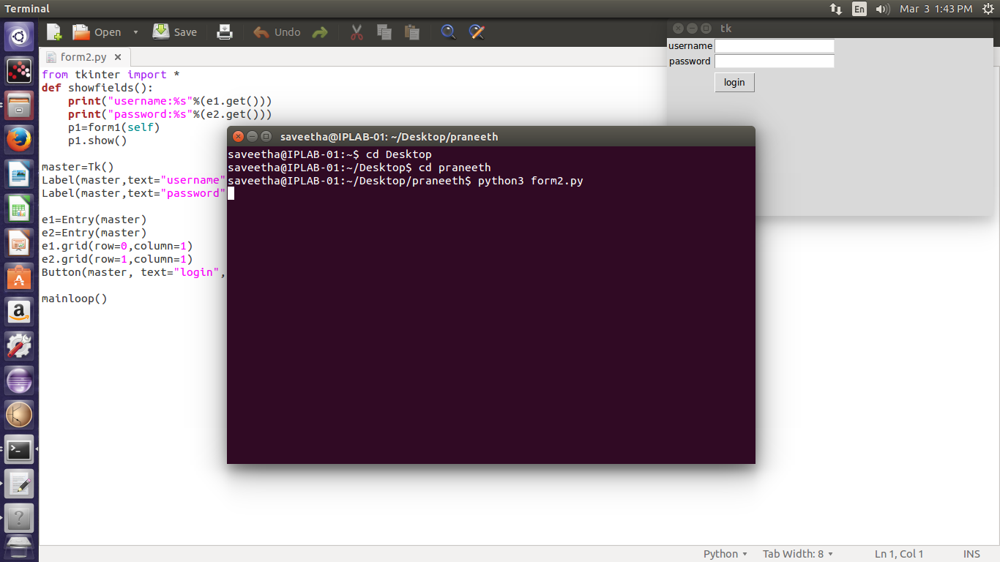 Terminal
En
Mar 3 1:43 PM
Open
Save
Undo
form2.py
from tkinter import *
def showfields():
    print("username:%s"%(e1.get()))
    print("password:%s"%(e2.get()))
    p1=form1(self)
    p1.show()
master=Tk()
Label(master,text="username"
Label(master,text="password"
e1=Entry(master)
e2=Entry(master)
e1.grid(row=0,column=1)
e2.grid(row=1,column=1)
Button(master, text="login",
mainloop()
tk
username
password
login
saveetha@IPLAB-01: ~/Desktop/praneeth
saveetha@IPLAB-01:~$ cd Desktop
saveetha@IPLAB-01:~/Desktop$ cd praneeth
saveetha@IPLAB-01:~/Desktop/praneeth$ python3 form2.py
Python
Tab Width: 8
Ln 1, Col 1
INS